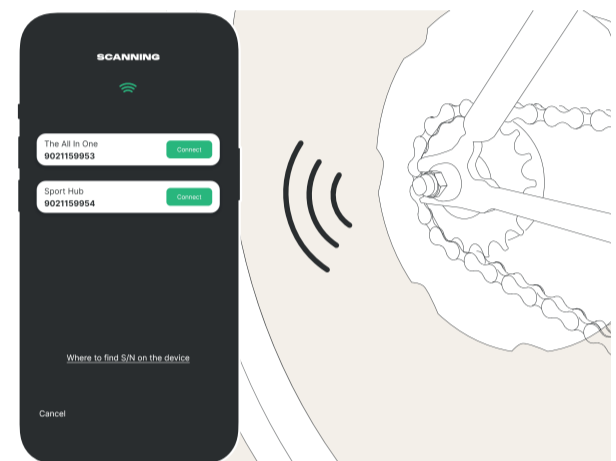 SCANNING
The All In One
9021159953
Connect
Sport Hub
9021159954
Connect
Where to find S/N on the device
Cancel